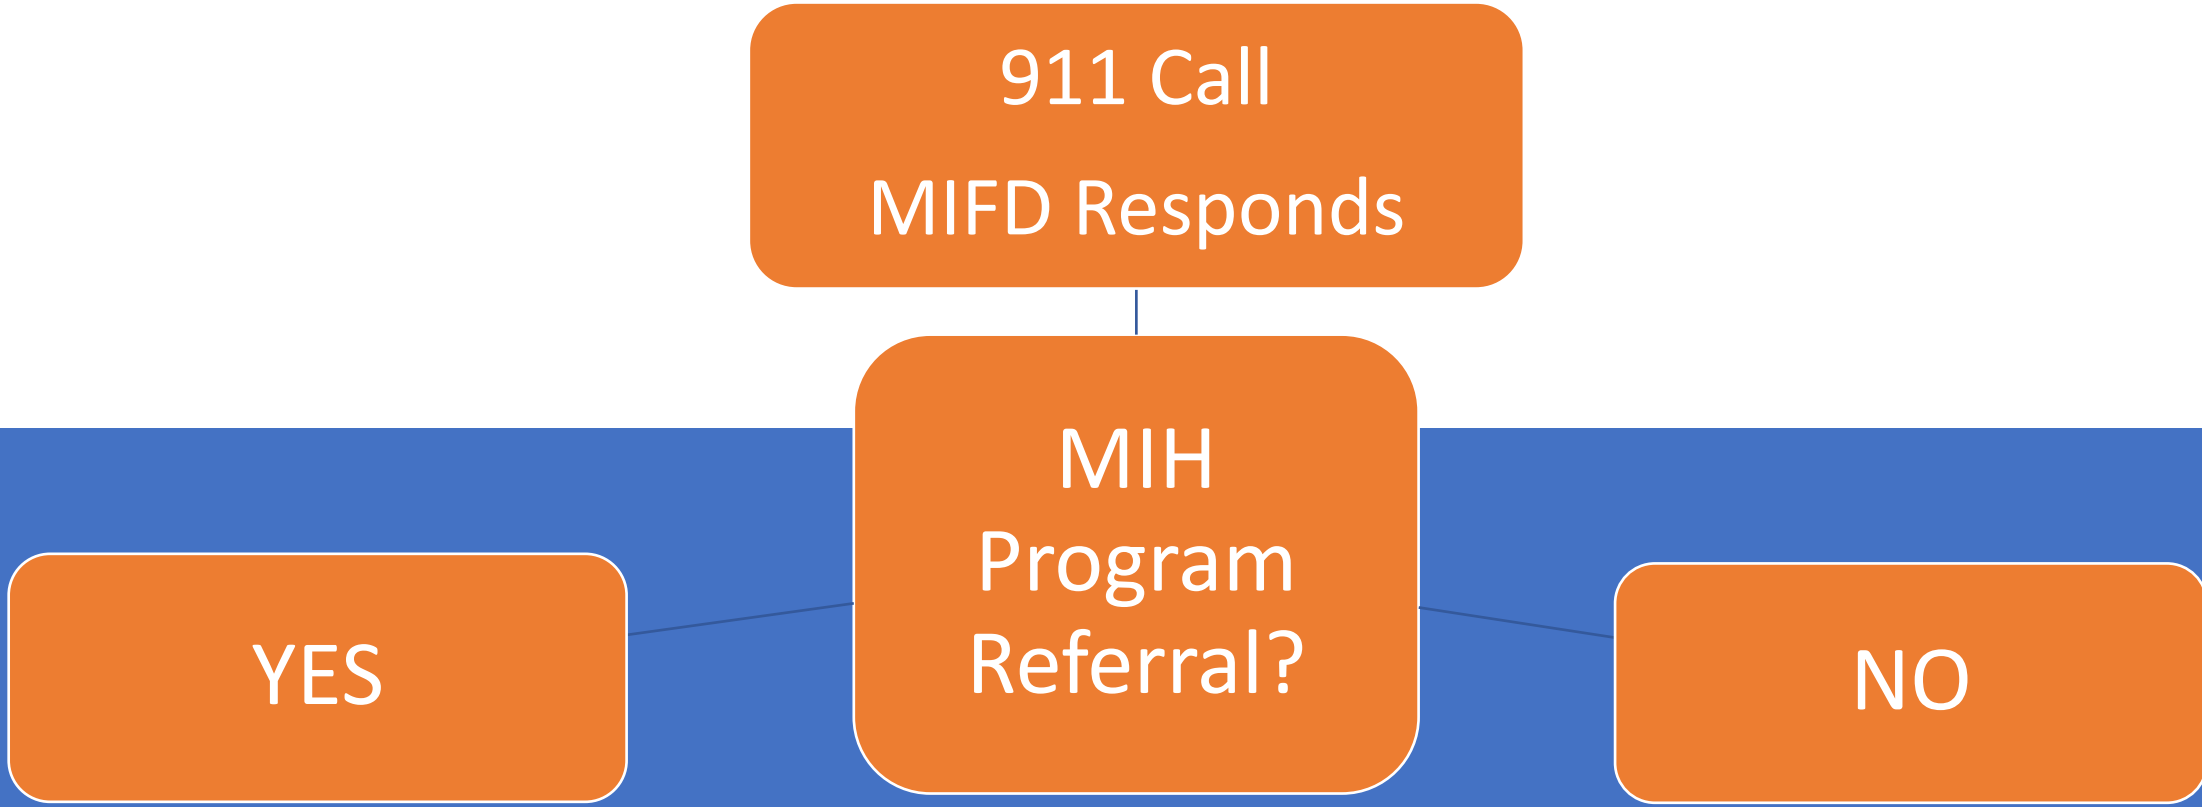 911 Call
MIFD Responds
MIH
Program
Referral?
YES
NO